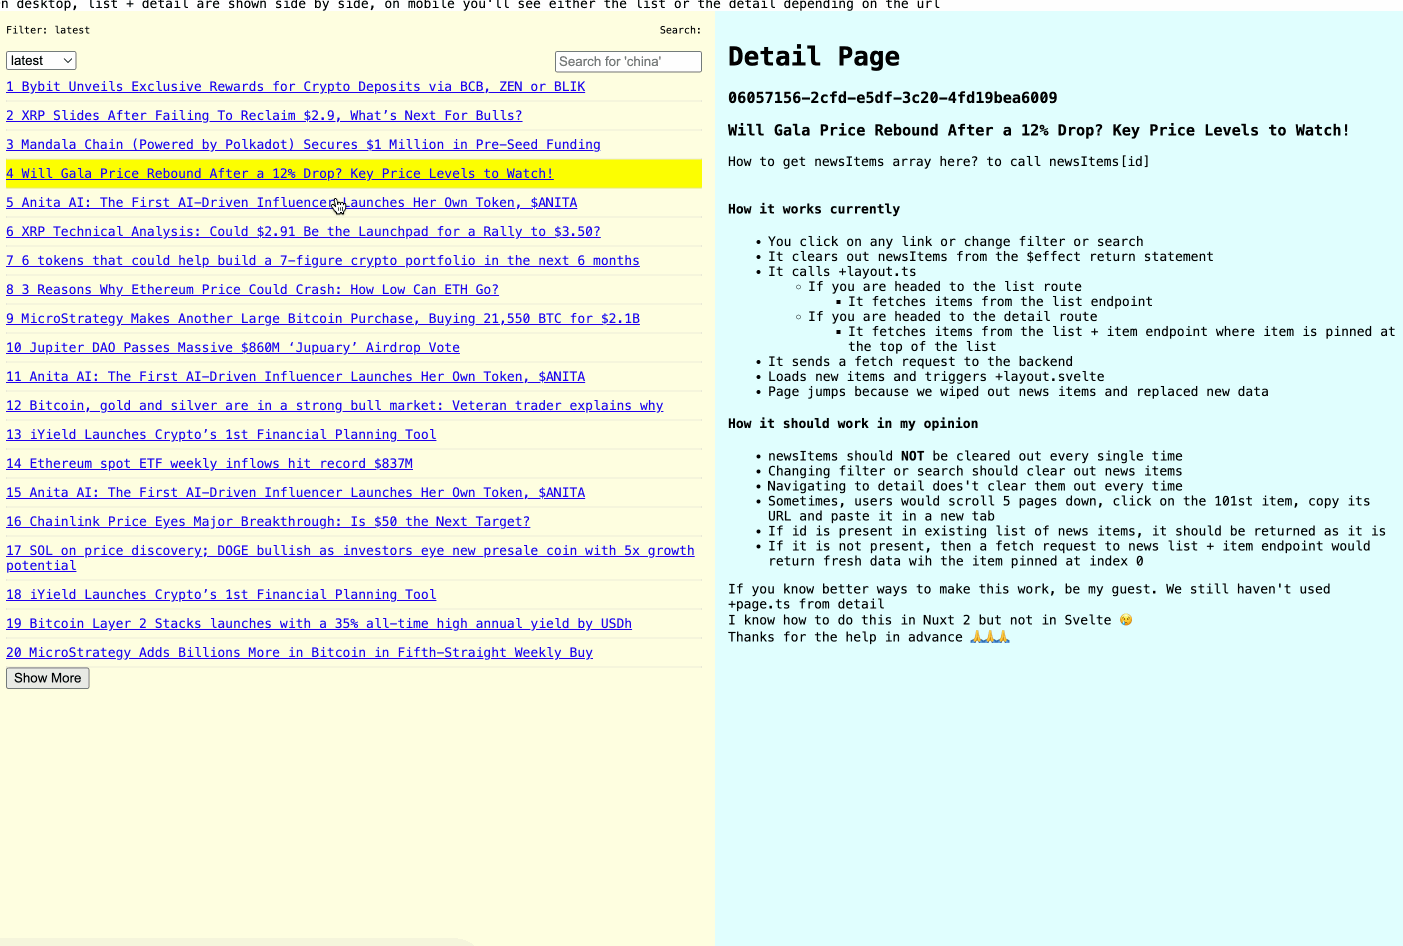 n desktop, list + detail are shown side by side, on mobile you'll see either the list or the detail depending on the url
Filter: latest
Search:
latest
Search for 'china'
1 Bybit Unveils Exclusive Rewards for Crypto Deposits via BCB, ZEN or BLIK
2 XRP Slides After Failing To Reclaim $2.9, What’s Next For Bulls?
3 Mandala Chain (Powered by Polkadot) Secures $1 Million in Pre-Seed Funding
4 Will Gala Price Rebound After a 12% Drop? Key Price Levels to Watch!
5 Anita AI: The First AI-Driven Influencer Launches Her Own Token, $ANITA
6 XRP Technical Analysis: Could $2.91 Be the Launchpad for a Rally to $3.50?
7 6 tokens that could help build a 7-figure crypto portfolio in the next 6 months
8 3 Reasons Why Ethereum Price Could Crash: How Low Can ETH Go?
9 MicroStrategy Makes Another Large Bitcoin Purchase, Buying 21,550 BTC for $2.1B
10 Jupiter DAO Passes Massive $860M ‘Jupuary’ Airdrop Vote
11 Anita AI: The First AI-Driven Influencer Launches Her Own Token, $ANITA
12 Bitcoin, gold and silver are in a strong bull market: Veteran trader explains why
13 iYield Launches Crypto’s 1st Financial Planning Tool
14 Ethereum spot ETF weekly inflows hit record $837M
15 Anita AI: The First AI-Driven Influencer Launches Her Own Token, $ANITA
16 Chainlink Price Eyes Major Breakthrough: Is $50 the Next Target?
17 SOL on price discovery; DOGE bullish as investors eye new presale coin with 5x growth
potential
18 iYield Launches Crypto’s 1st Financial Planning Tool
19 Bitcoin Layer 2 Stacks launches with a 35% all-time high annual yield by USDh
20 MicroStrategy Adds Billions More in Bitcoin in Fifth-Straight Weekly Buy
Show More
Detail Page
06057156-2cfd-e5df-3c20-4fd19bea6009
Will Gala Price Rebound After a 12% Drop? Key Price Levels to Watch!
How to get newsItems array here? to call newsItems[id]
How it works currently
• You click on any link or change filter or search
• It clears out newsItems from the $effect return statement
• It calls +layout.ts
◦ If you are headed to the list route
▪ It fetches items from the list endpoint
◦ If you are headed to the detail route
▪ It fetches items from the list + item endpoint where item is pinned at
the top of the list
• It sends a fetch request to the backend
• Loads new items and triggers +layout.svelte
• Page jumps because we wiped out news items and replaced new data
How it should work in my opinion
• newsItems should NOT be cleared out every single time
• Changing filter or search should clear out news items
• Navigating to detail does't clear them out every time
• Sometimes, users would scroll 5 pages down, click on the 101st item, copy its
URL and paste it in a new tab
• If id is present in existing list of news items, it should be returned as it is
• If it is not present, then a fetch request to news list + item endpoint would
return fresh data wih the item pinned at index 0
If you know better ways to make this work, be my guest. We still haven't used
+page.ts from detail
I know how to do this in Nuxt 2 but not in Svelte 😢
Thanks for the help in advance 🙏🙏🙏